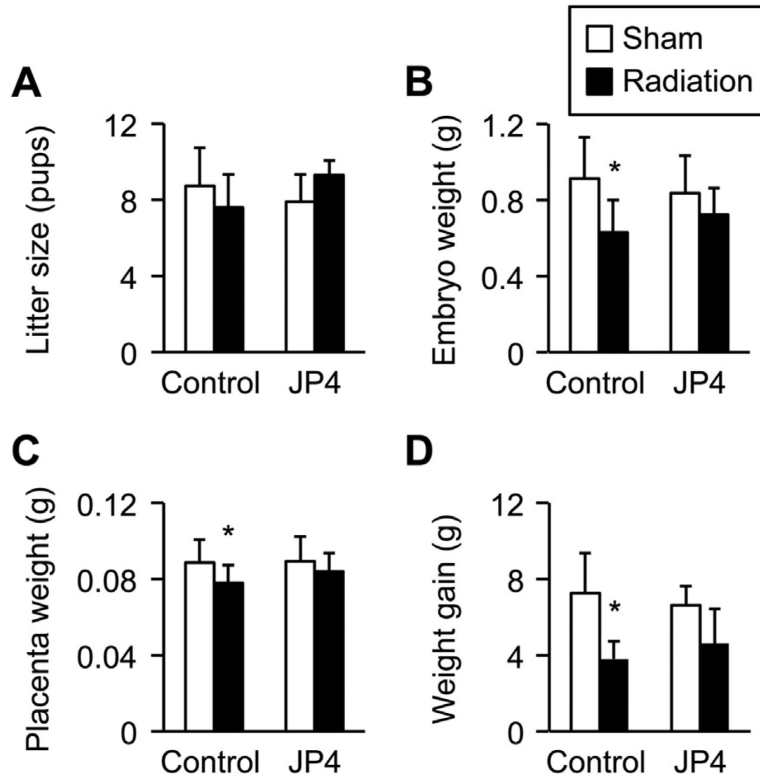 Sham
Radiation
A
Litter size (pups)
12
8
4
0
Control JP4
B
Embryo weight (g)
1.2
0.8
0.4
0
*
Control JP4
C
Placenta weight (g)
0.12
0.08
0.04
0
*
Control JP4
D
Weight gain (g)
12
8
4
0
*
Control JP4